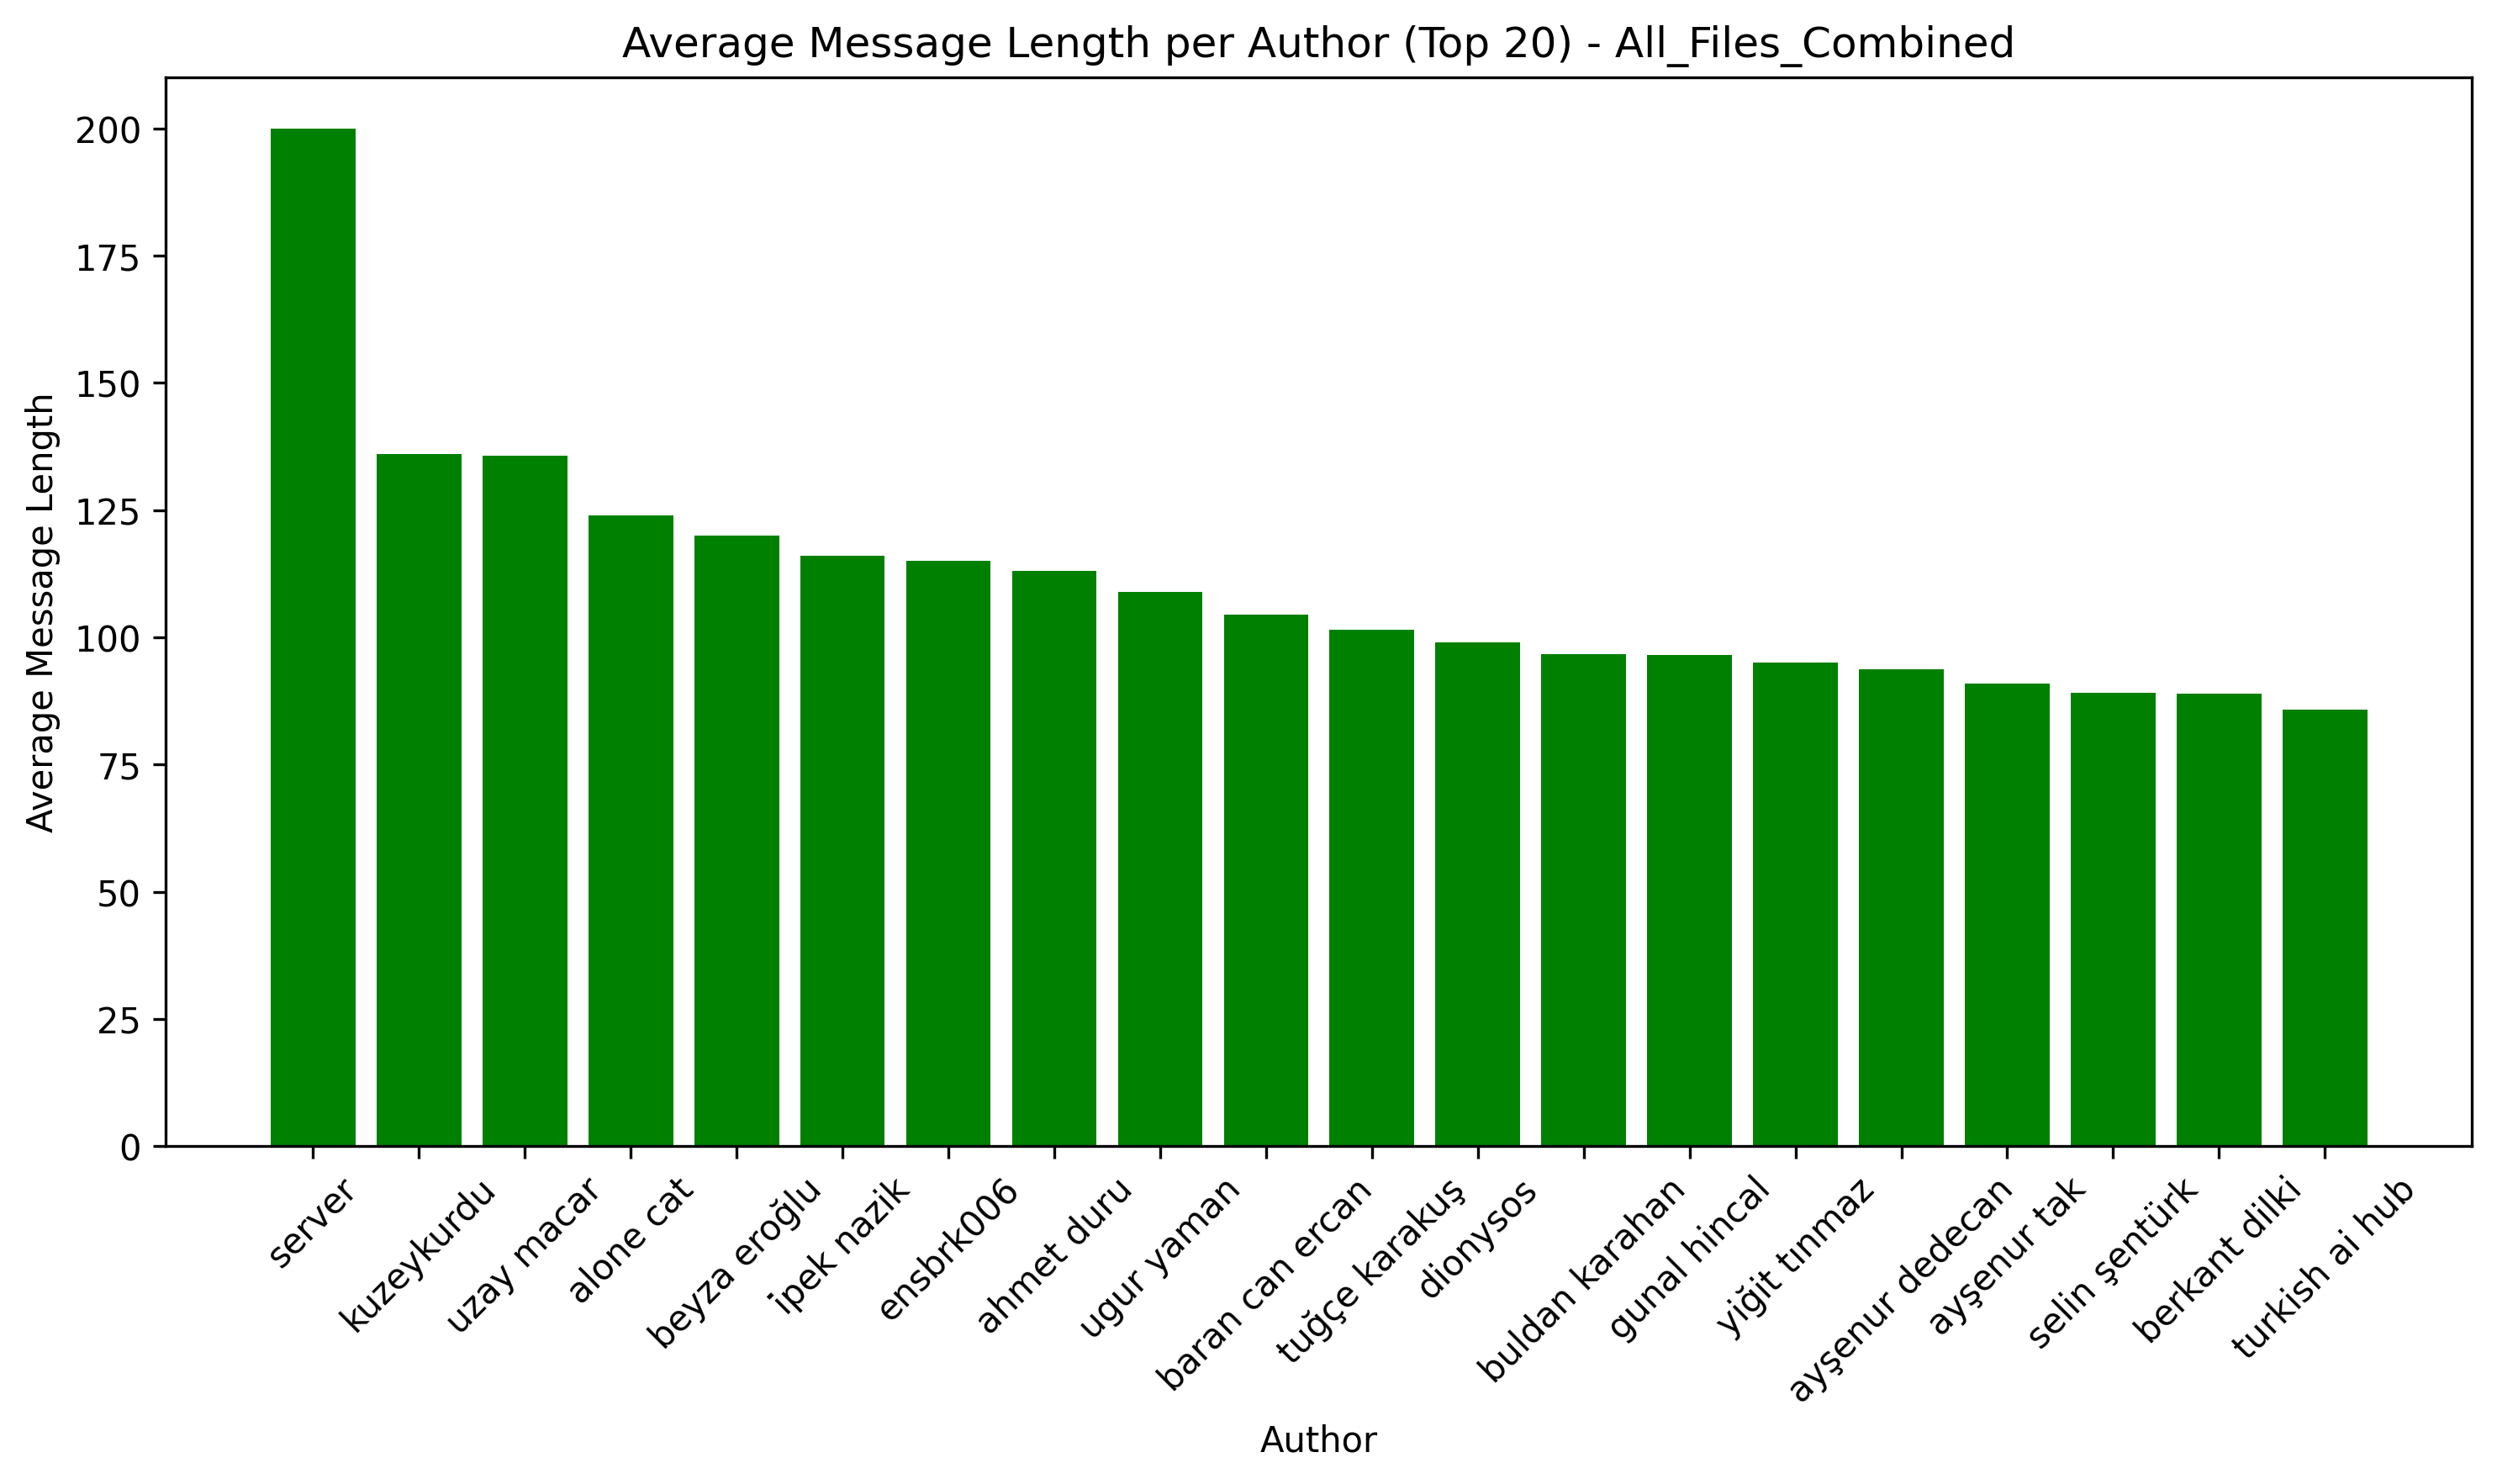 Average Message Length per Author (Top 20) - All_Files_Combined
Average Message Length
200
175
150
125
100
75
50
25
0
server
kuzeykurdu
uzay macar
alone cat
beyza eroğlu
ipek nazik
ensbrk006
ahmet duru
ugur yaman
baran can ercan
tuğçe karakuş
dionysos
buldan karahan
gunal hincal
yiğit tınmaz
ayşenur dedecan
ayşenur tak
selin şentürk
berkant dilki
turkish ai hub
Author